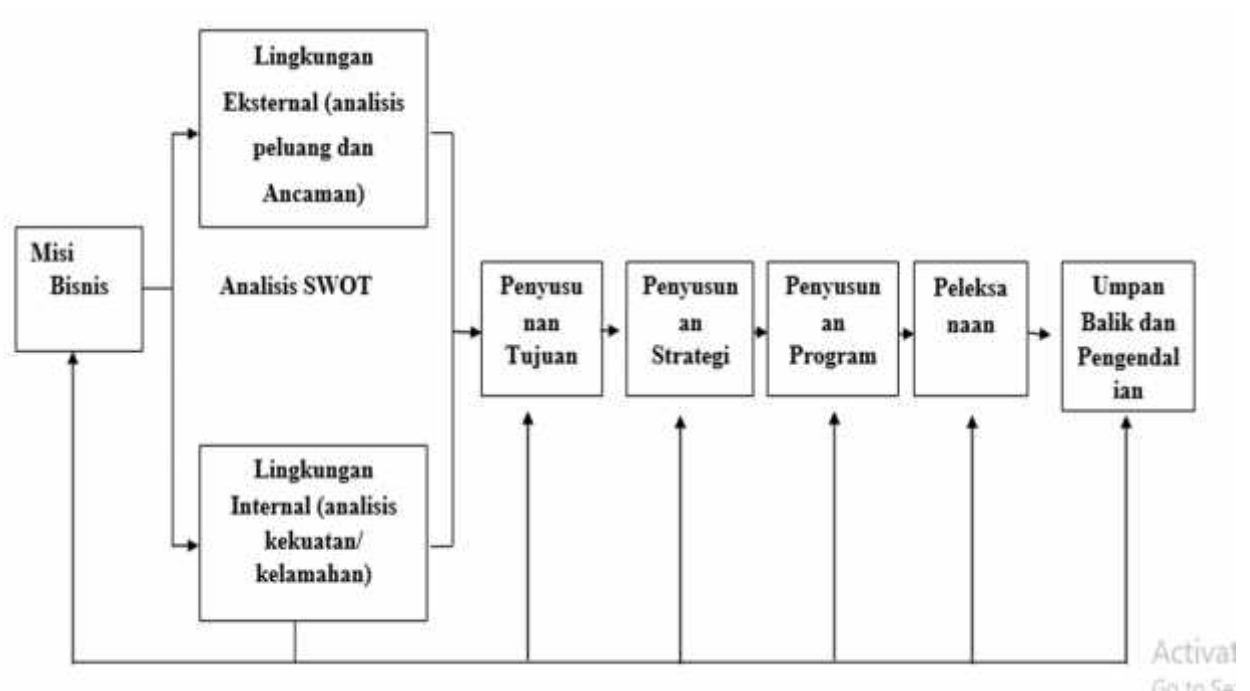 Lingkungan
Eksternal (analisis
peluang dan
Ancaman)
Misi
Bisnis
Analisis SWOT
Penyusu
nan
Tujuan
Penyusun
an
Strategi
Penyusun
an
Program
Peleksa
naan
Umpan
Balik dan
Pengendal
ian
Lingkungan
Internal (analisis
kekuatan/
kelamahan)
Activat